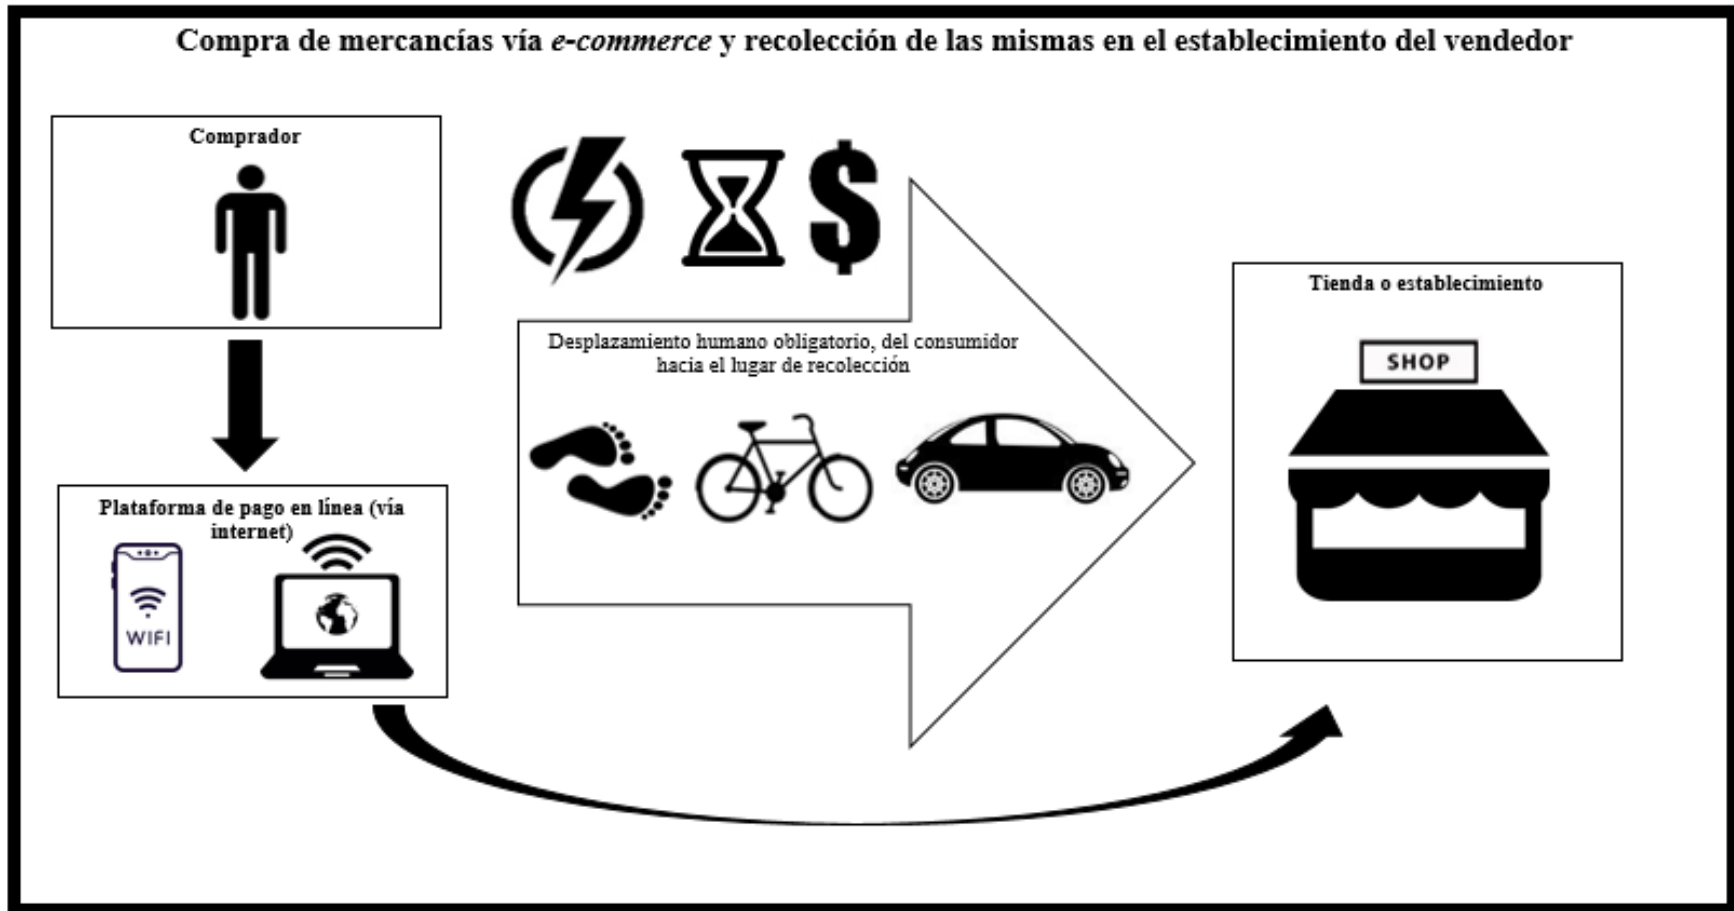 Compra de mercancías vía e-commerce y recolección de las mismas en el establecimiento del vendedor
Comprador
$
Desplazamiento humano obligatorio, del consumidor
hacia el lugar de recolección
Tienda o establecimiento
SHOP
Plataforma de pago en línea (vía
internet)
WIFI